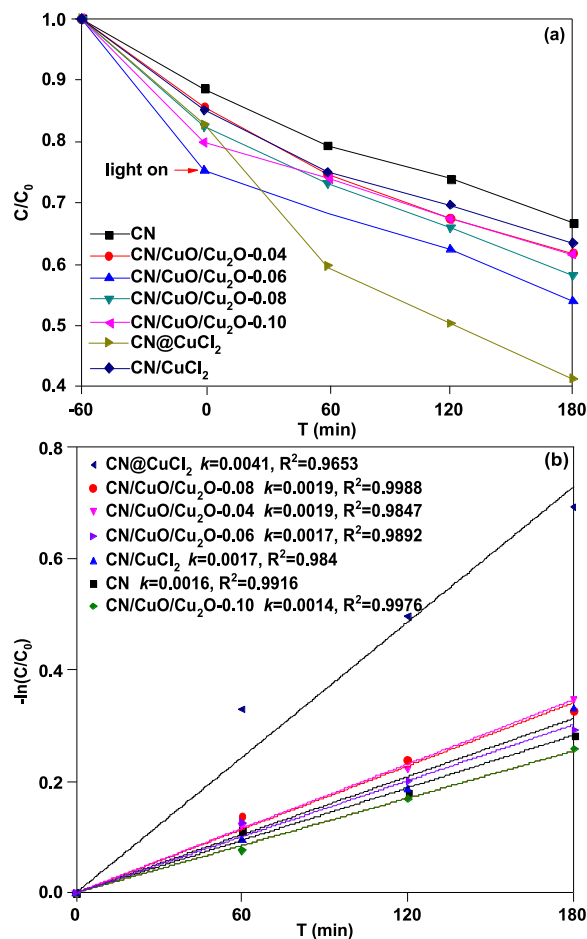 (a)
1.0
0.9
0.8
0.7
0.6
0.5
0.4
C/C₀
light on
CN
CN/CuO/Cu₂O-0.04
CN/CuO/Cu₂O-0.06
CN/CuO/Cu₂O-0.08
CN/CuO/Cu₂O-0.10
CN@CuCl₂
CN/CuCl₂
-60 0 60 120 180
T (min)
(b)
CN@CuCl₂ k=0.0041, R²=0.9653
CN/CuO/Cu₂O-0.08 k=0.0019, R²=0.9988
CN/CuO/Cu₂O-0.04 k=0.0019, R²=0.9847
CN/CuO/Cu₂O-0.06 k=0.0017, R²=0.9892
CN/CuCl₂ k=0.0017, R²=0.984
CN k=0.0016, R²=0.9916
CN/CuO/Cu₂O-0.10 k=0.0014, R²=0.9976
0.8
0.6
0.4
0.2
0.0
-ln(C/C₀)
0 60 120 180
T (min)